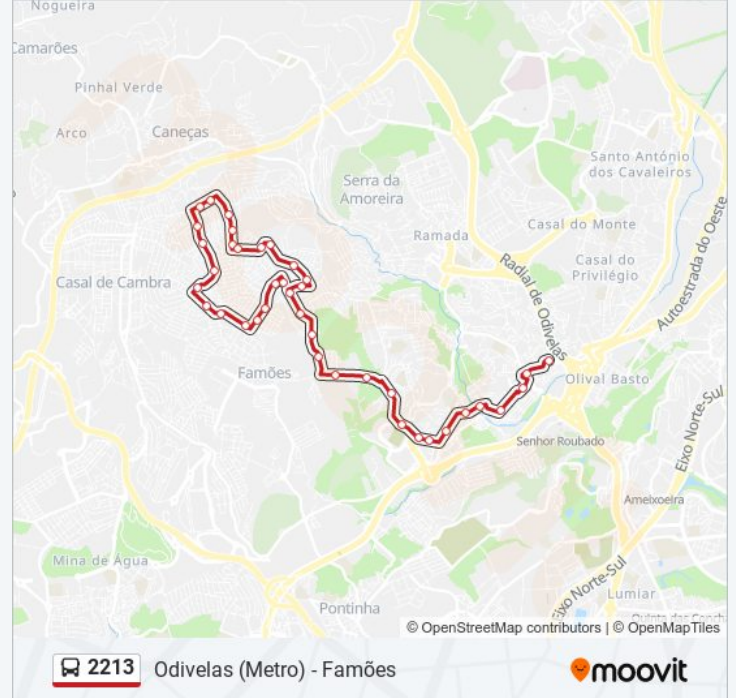 Nogueira
Camarões
Pinhal Verde
Arco
Caneças
Santo António
dos Cavaleiros
Serra da
Amoreira
Ramada
Casal do Monte
Casal do
Privilégio
Radial de Odivelas
Autoestrada do Oeste
Casal de Cambra
Famões
Olival Basto
Eixo Norte-Sul
Senhor Roubado
Ameixoeira
Mina de Água
Eixo Norte-Sul
Lumiar
Pontinha
© OpenStreetMap contributors | © OpenMapTiles
2213 Odivelas (Metro) - Famões
moovit